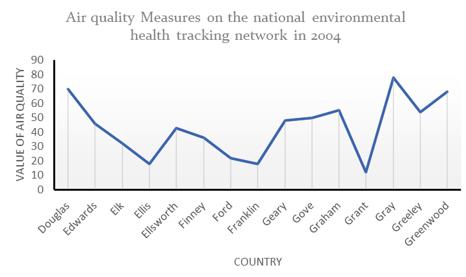 Air quality Measures on the national environmental
health tracking network in 2004
VALUE OF AIR QUALITY
90
80
70
60
50
40
30
20
10
0
Douglas
Edwards
Elk
Ellis
Ellsworth
Finney
Ford
Franklin
Geary
Gove
Graham
Grant
Gray
Greeley
Greenwood
COUNTRY